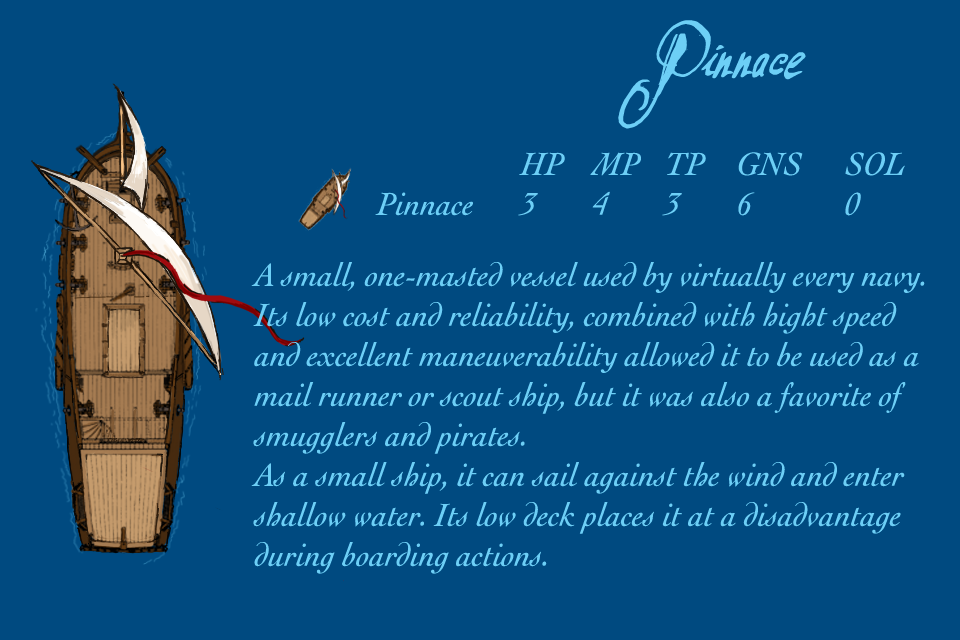 Pinnace
HP MP TP GNS SOL
Pinnace 3 4 3 6 0
A small, one-masted vessel used by virtually every navy.
Its low cost and reliability, combined with hight speed
and excellent maneuverability allowed it to be used as a
mail runner or scout ship, but it was also a favorite of
smugglers and pirates.
As a small ship, it can sail against the wind and enter
shallow water. Its low deck places it at a disadvantage
during boarding actions.